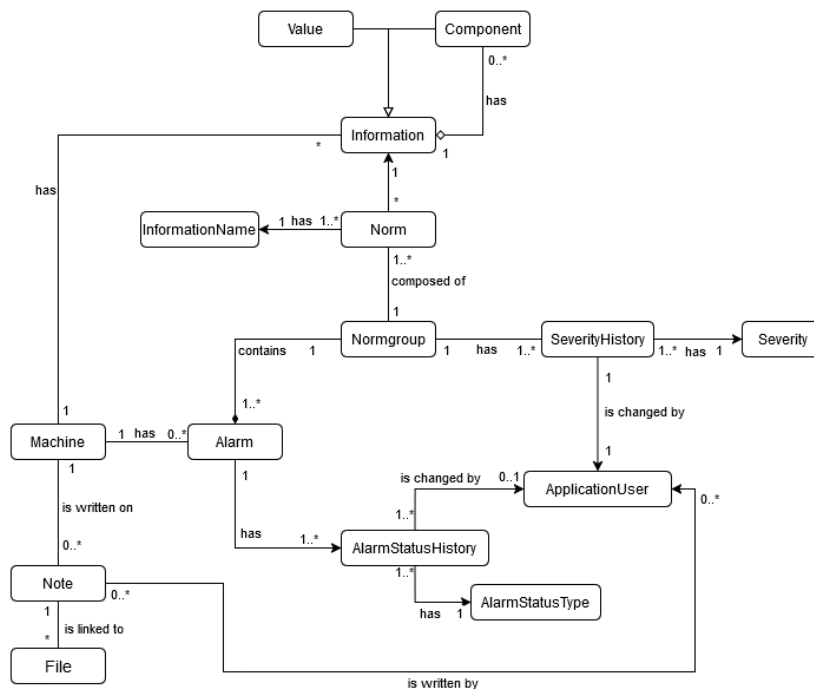 Value
Component
0..*
has
Information
*
1
1
has
*
InformationName
1 has 1..*
Norm
1..*
composed of
1
Normgroup
contains
1
1
has
1..*
SeverityHistory
1..*
has
1
Severity
1
is changed by
1
1..*
1
Machine
1 has 0..*
Alarm
1
1
is written on
0..*
has
1..*
is changed by
0..1
ApplicationUser
0..*
1..*
AlarmStatusHistory
1..*
has
1
AlarmStatusType
Note
0..*
1
is linked to
*
File
is written by